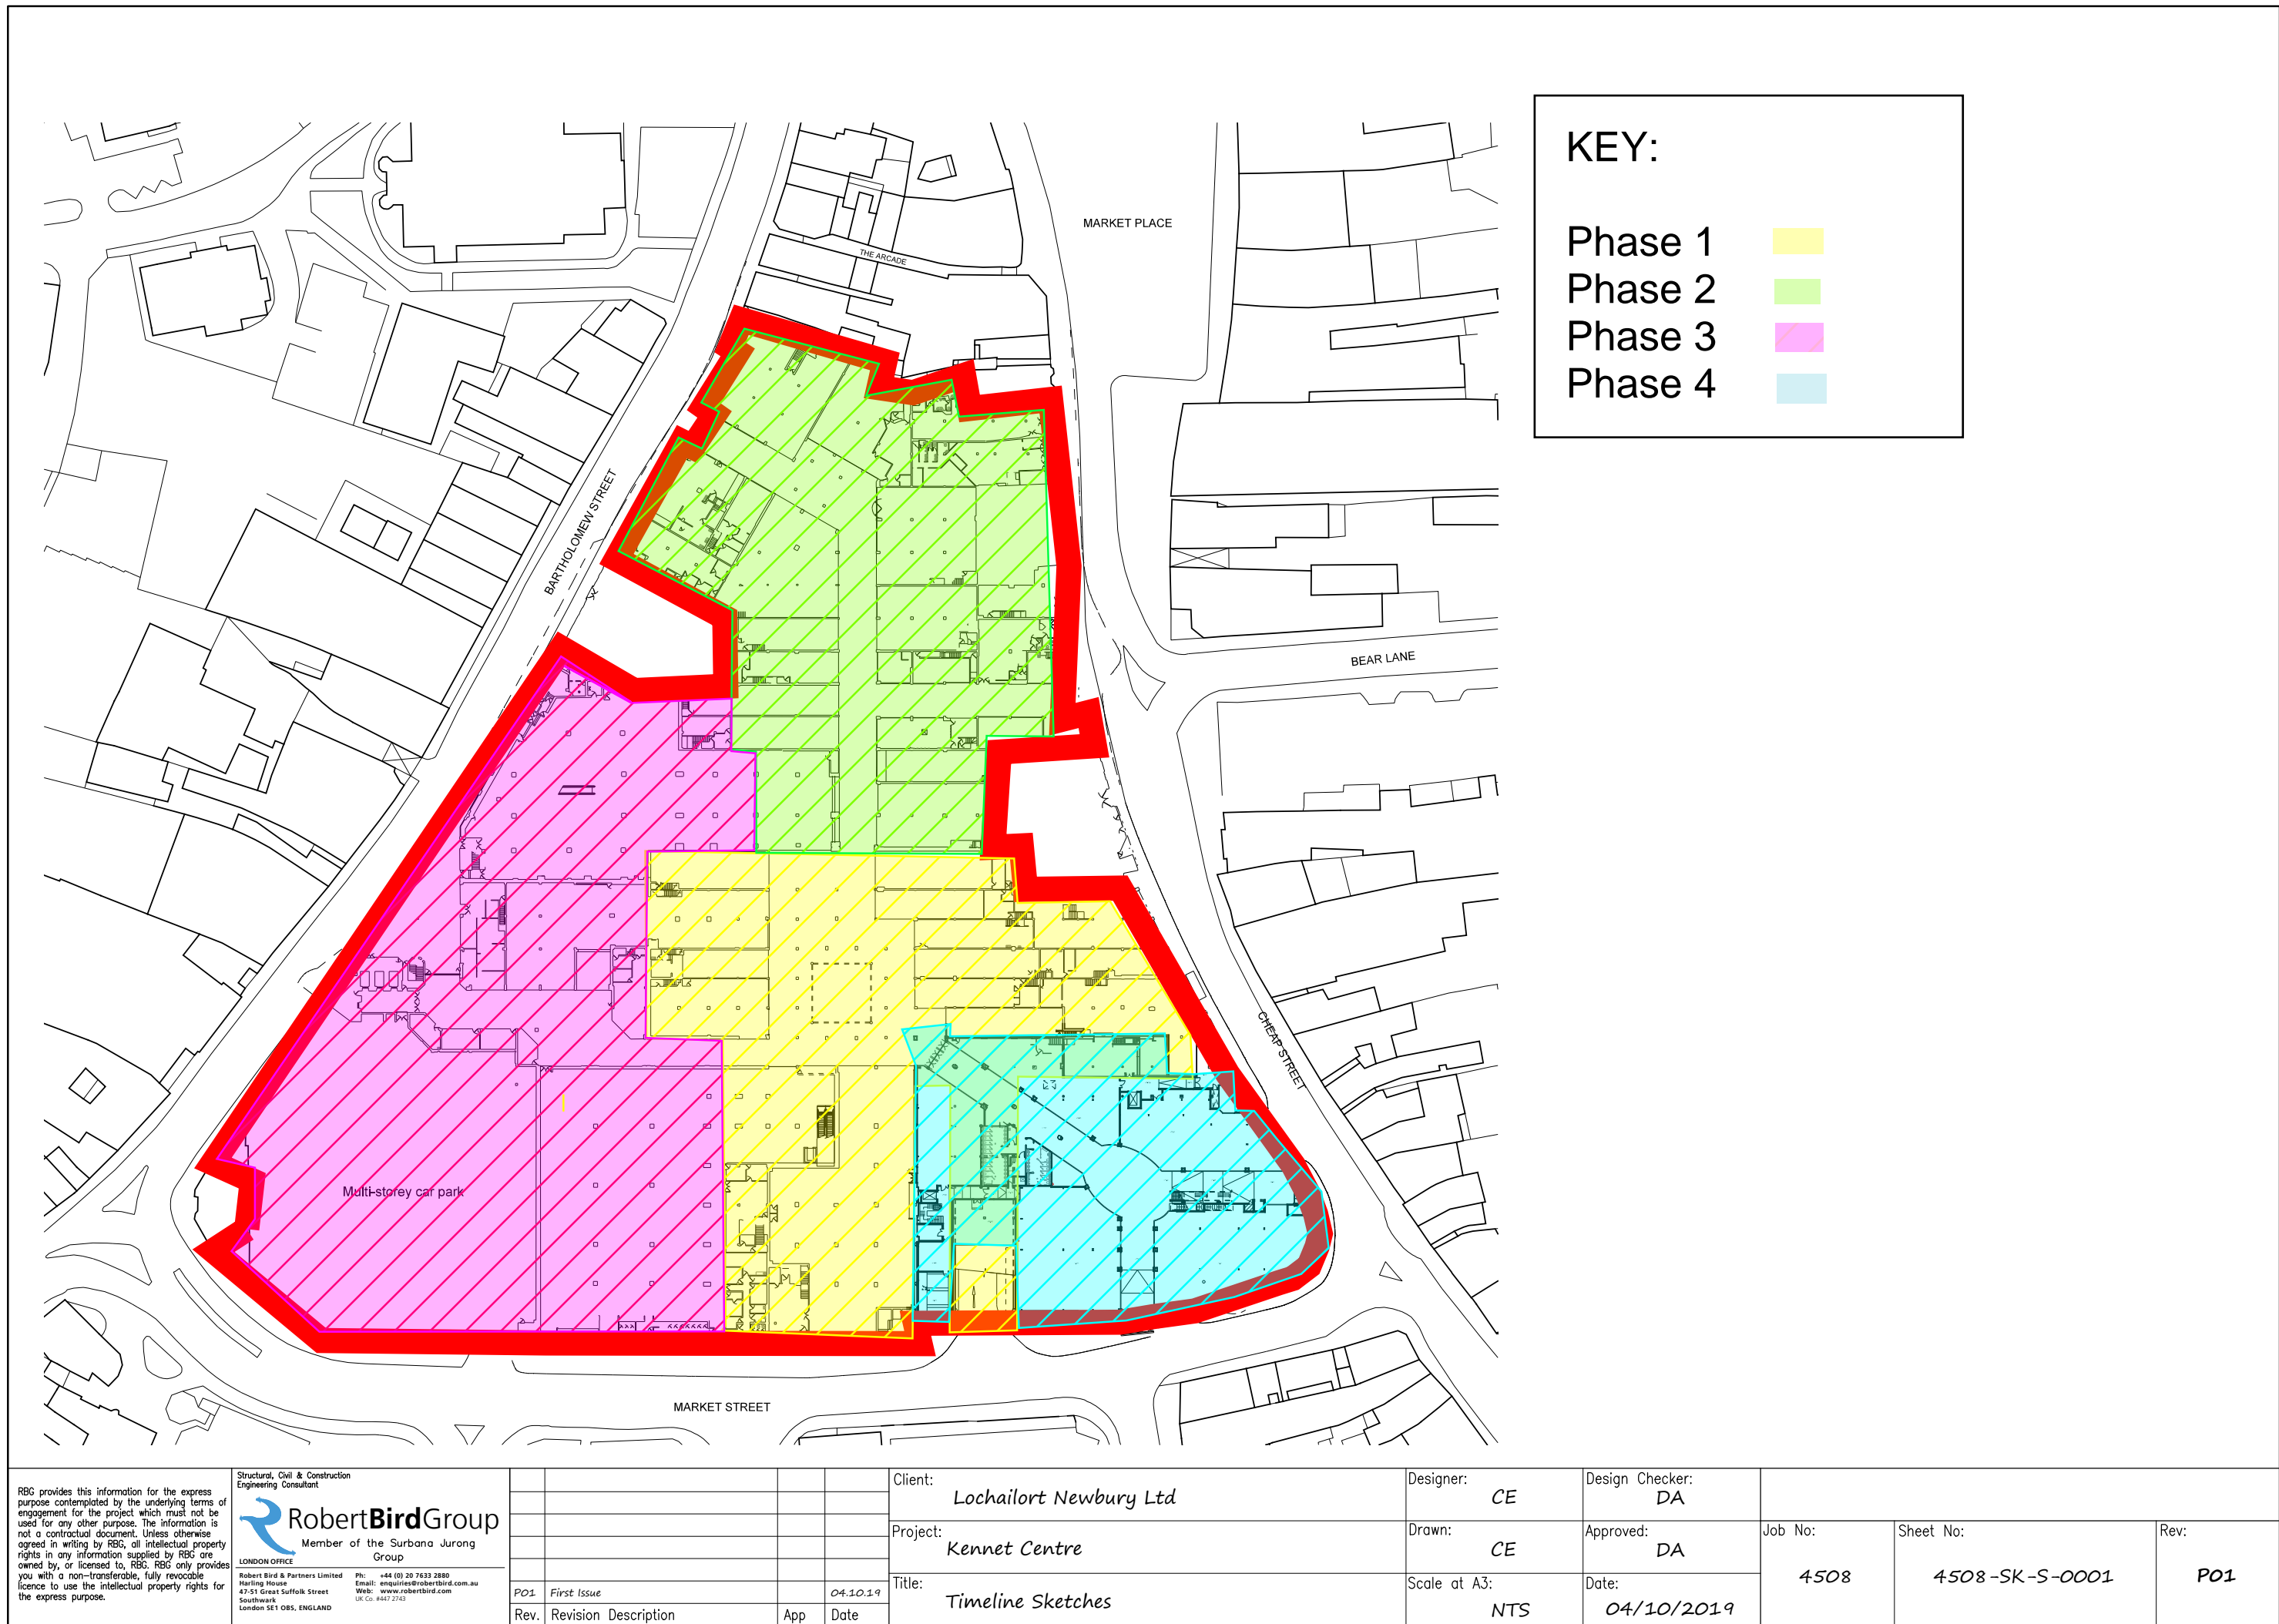 KEY:
Phase 1
Phase 2
Phase 3
Phase 4
MARKET PLACE
THE ARCADE
BARTHOLOMEW STREET
BEAR LANE
CHEAP STREET
Multi-storey car park
MARKET STREET
RBG provides this information for the express
purpose contemplated by the underlying terms of
engagement for the project which must not be
used for any other purpose. The information is
not a contractual document. Unless otherwise
agreed in writing by RBG, all intellectual property
rights in any information supplied by RBG are
owned by, or licensed to, RBG. RBG only provides
you with a non-transferable, fully revocable
licence to use the intellectual property rights for
the express purpose.
Structural, Civil & Construction
Engineering Consultant
RobertBirdGroup
Member of the Surbana Jurong
Group
LONDON OFFICE
Robert Bird & Partners Limited
Harling House
47-51 Great Suffolk Street
Southwark
London SE1 OBS, ENGLAND
Ph: +44 (0) 20 7633 2880
Email: enquiries@robertbird.com.au
Web: www.robertbird.com
UK Co. #447 2743
P01 First Issue 04.10.19
Rev. Revision Description App Date
Client:
Lochailort Newbury Ltd
Project:
Kennet Centre
Title:
Timeline Sketches
Designer:
CE
Design Checker:
DA
Drawn:
CE
Approved:
DA
Scale at A3:
NTS
Date:
04/10/2019
Job No:
4508
Sheet No:
4508-SK-S-0001
Rev:
P01